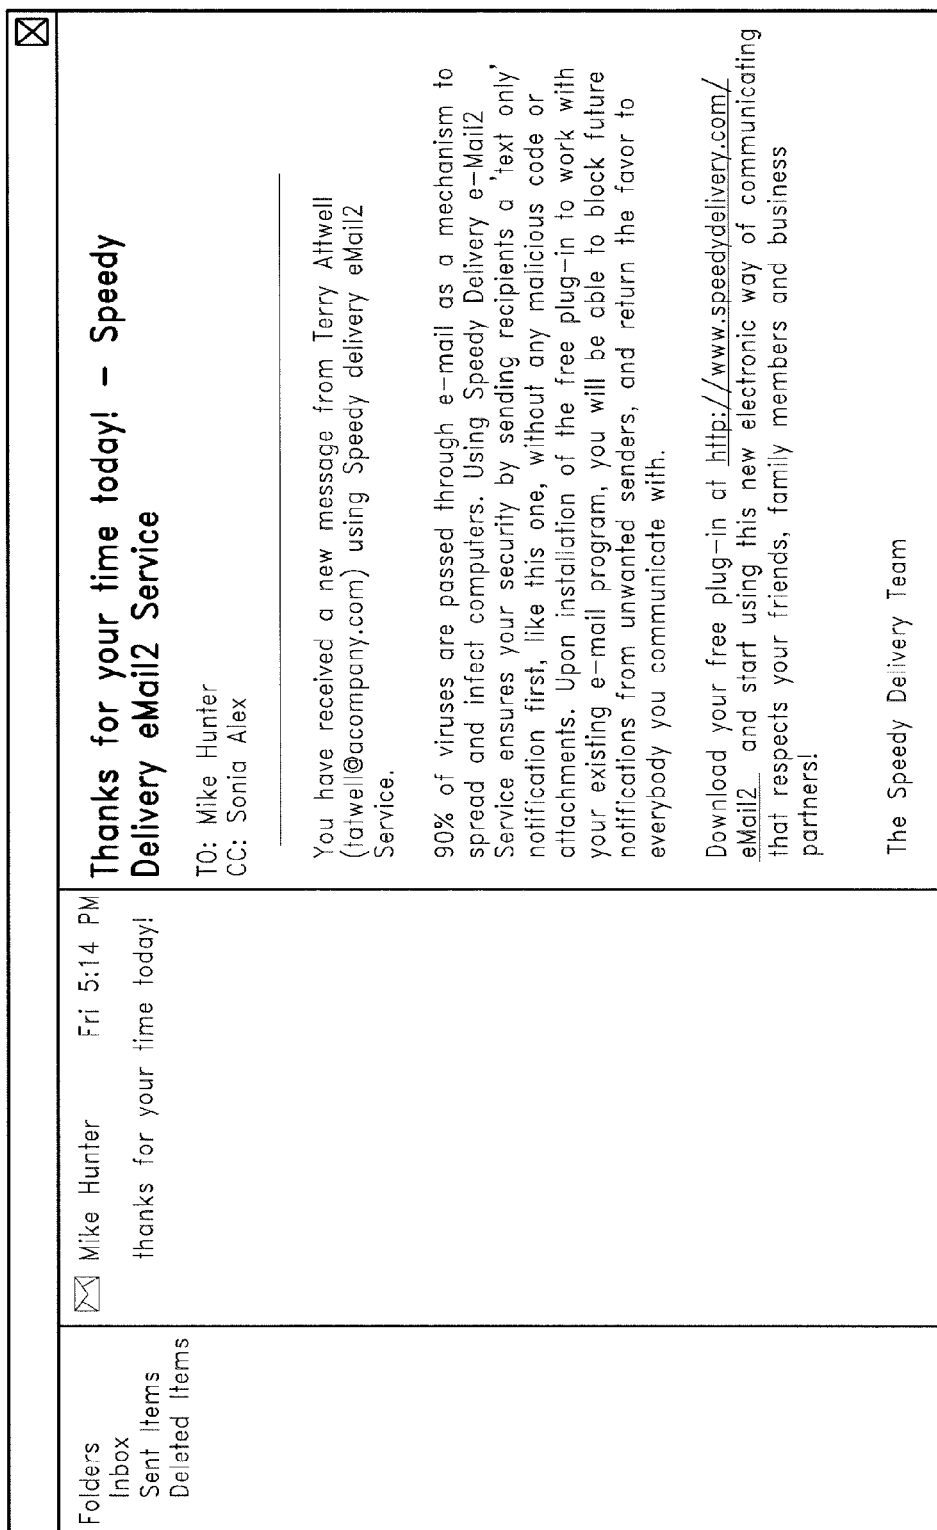 Folders
Inbox
Sent Items
Deleted Items
Mike Hunter Fri 5:14 PM
thanks for your time today!
Thanks for your time today! – Speedy
Delivery eMail2 Service
TO: Mike Hunter
CC: Sonia Alex
You have received a new message from Terry Attwell
(tatwell@acompany.com) using Speedy delivery eMail2
Service.
90% of viruses are passed through e-mail as a mechanism to
spread and infect computers. Using Speedy Delivery e-Mail2
Service ensures your security by sending recipients a 'text only'
notification first, like this one, without any malicious code or
attachments. Upon installation of the free plug-in to work with
your existing e-mail program, you will be able to block future
notifications from unwanted senders, and return the favor to
everybody you communicate with.
Download your free plug-in at http://www.speedydelivery.com/
eMail2 and start using this new electronic way of communicating
that respects your friends, family members and business
partners!
The Speedy Delivery Team